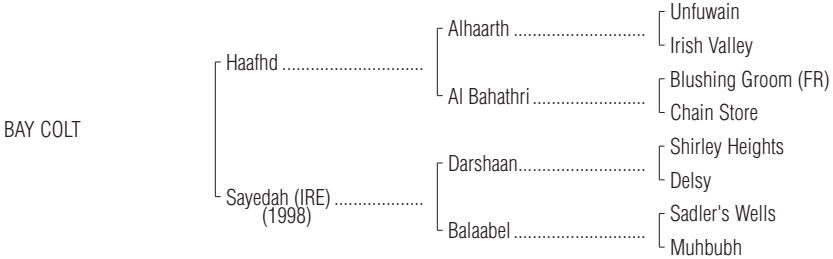 Unfuwain
Alhaarth ..............................
Irish Valley
Haafhd ................................
Blushing Groom (FR)
Al Bahathri..........................
Chain Store
BAY COLT
Shirley Heights
Darshaan.............................
Delsy
Sayedah (IRE) ....................
(1998)
Sadler's Wells
Balaabel ..............................
Muhbubh